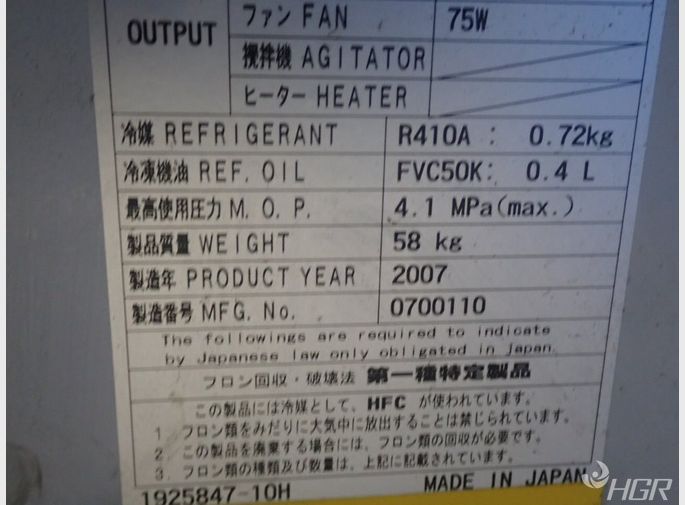 OUTPUT
ファン FAN 75W
攪拌機 AGITATOR
ヒーター HEATER
冷媒 REFRIGERANT R410A : 0.72kg
冷凍機油 REF. OIL FVC50K: 0.4 L
最高使用圧力 M. O. P. 4.1 MPa(max.)
製品質量 WEIGHT 58 kg
製造年 PRODUCT YEAR 2007
製造番号 MFG. No. 0700110
The followings are required to indicate
by Japanese law only obligated in japan.
フロン回収・破壊法 第一種特定製品
この製品には冷媒として、HFC が使われています。
1. フロン類をみだりに大気中に放出することは禁じられています。
2. この製品を廃棄する場合には、フロン類の回収が必要です。
3. フロン類の種類及び数量は、上記に記載されています。
1925847-10H MADE IN JAPAN
HGR